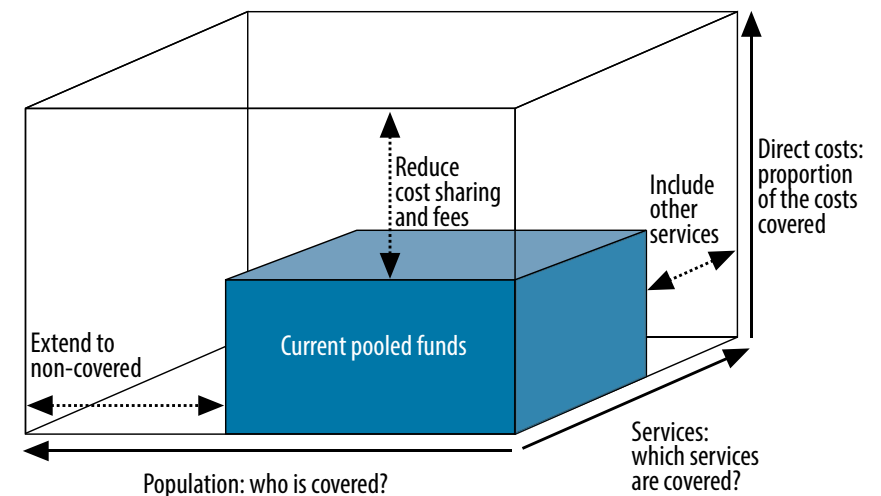 Reduce
cost sharing
and fees
Include
other
services
Direct costs:
proportion
of the costs
covered
Extend to
non-covered
Current pooled funds
Services:
which services
are covered?
Population: who is covered?